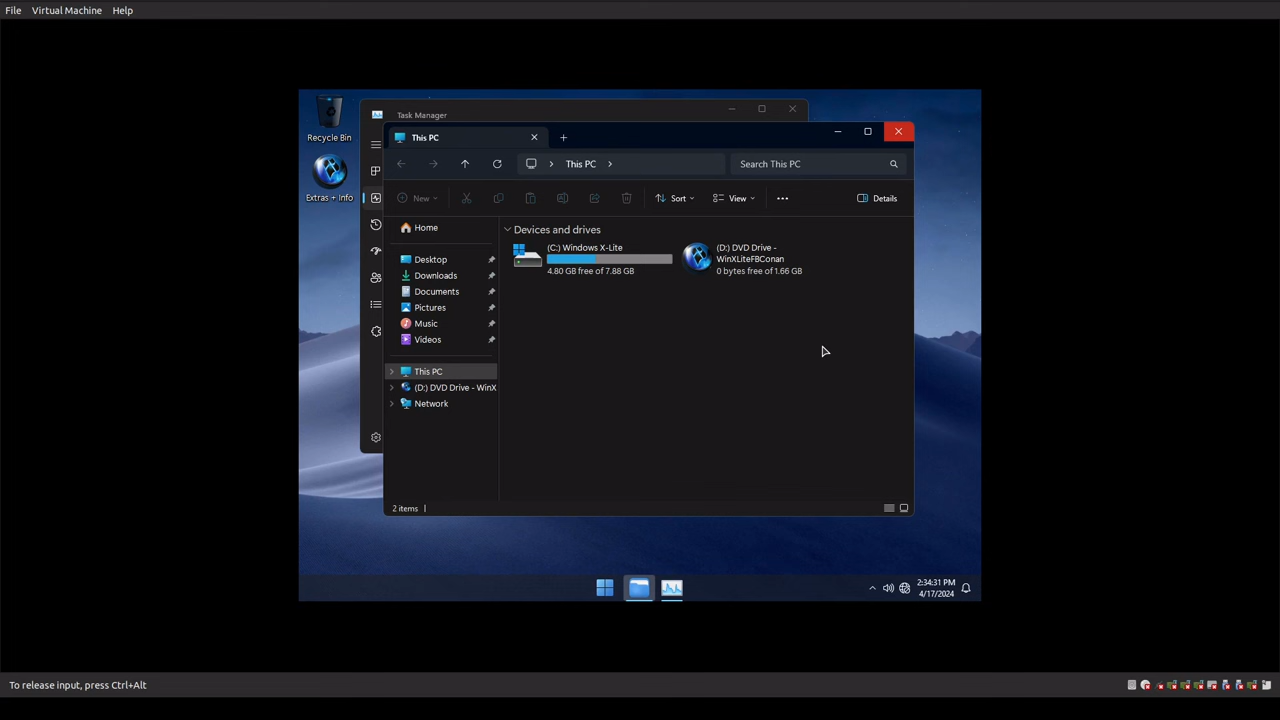 File Virtual Machine Help
Recycle Bin
Extras + Info
Task Manager
This PC
This PC
Search This PC
New
Sort
View
Details
Home
Desktop
Downloads
Documents
Pictures
Music
Videos
This PC
(D:) DVD Drive - WinX
Network
Devices and drives
(C:) Windows X-Lite
4.80 GB free of 7.88 GB
(D:) DVD Drive -
WinXLiteFBConan
0 bytes free of 1.66 GB
2 items
2:34:31 PM
4/17/2024
To release input, press Ctrl+Alt